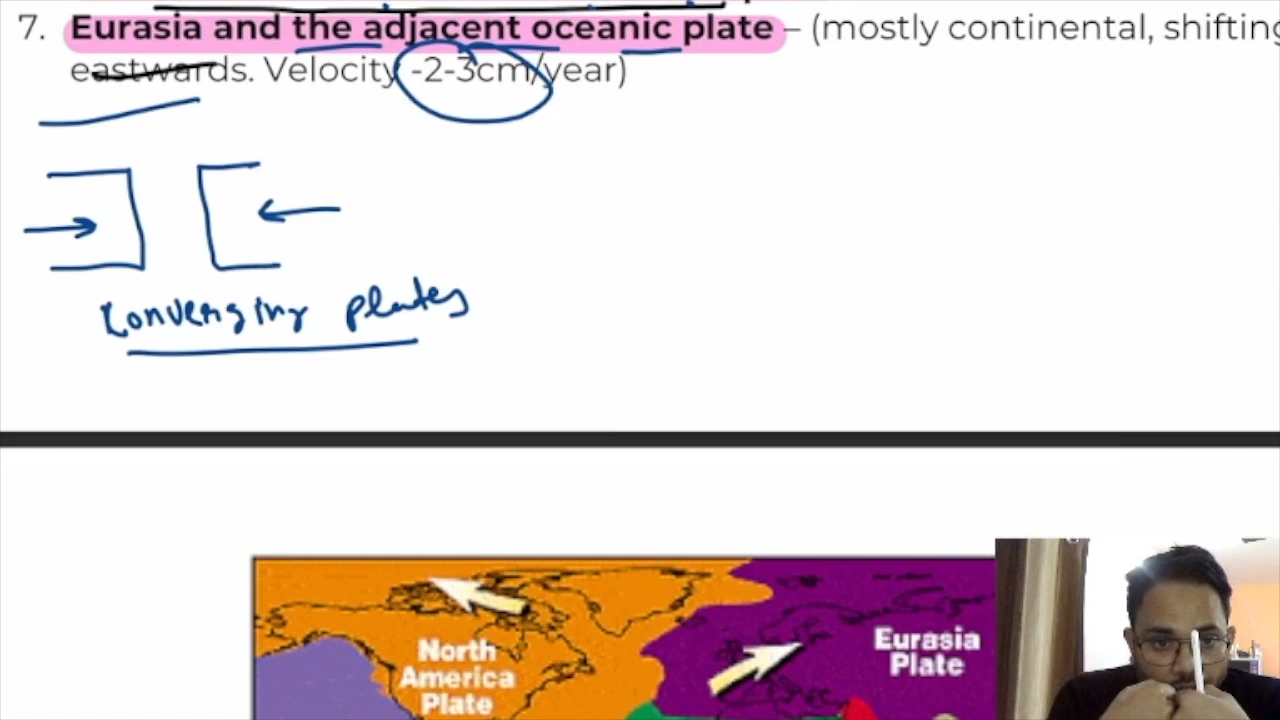 7. Eurasia and the adjacent oceanic plate – (mostly continental, shifting
eastwards. Velocity -2-3cm/year)
Converging plates
North
America
Plate
Eurasia
Plate